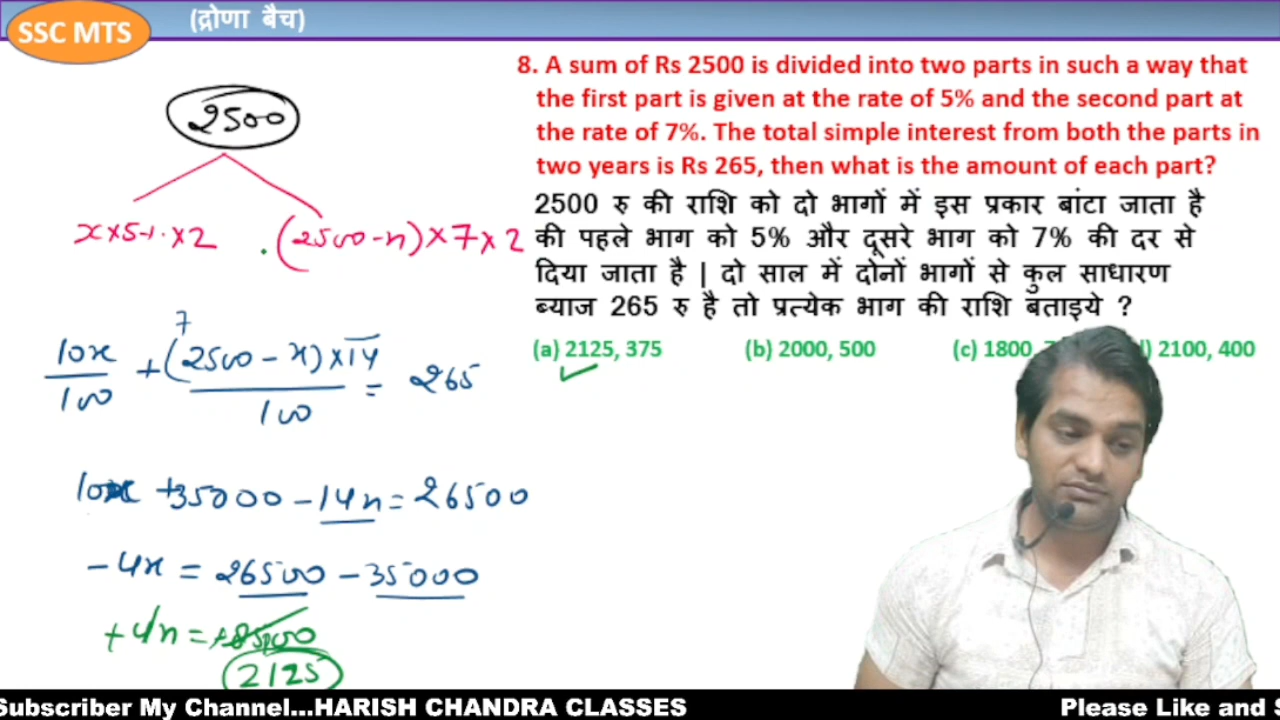 SSC MTS
(द्रोणा बैच)
8. A sum of Rs 2500 is divided into two parts in such a way that
the first part is given at the rate of 5% and the second part at
the rate of 7%. The total simple interest from both the parts in
two years is Rs 265, then what is the amount of each part?
2500 रु की राशि को दो भागों में इस प्रकार बांटा जाता है
की पहले भाग को 5% और दूसरे भाग को 7% की दर से
दिया जाता है | दो साल में दोनों भागों से कुल साधारण
ब्याज 265 रु है तो प्रत्येक भाग की राशि बताइये ?
(a) 2125, 375 (b) 2000, 500 (c) 1800, ) 2100, 400
2500
x×5%×2 (2500-x)×7×2
7
10x/100 + (2500-x)×14/100 = 265
10x +35000 -14x = 26500
-4x = 26500 -35000
+4x = +8500
2125
Subscriber My Channel...HARISH CHANDRA CLASSES Please Like and S